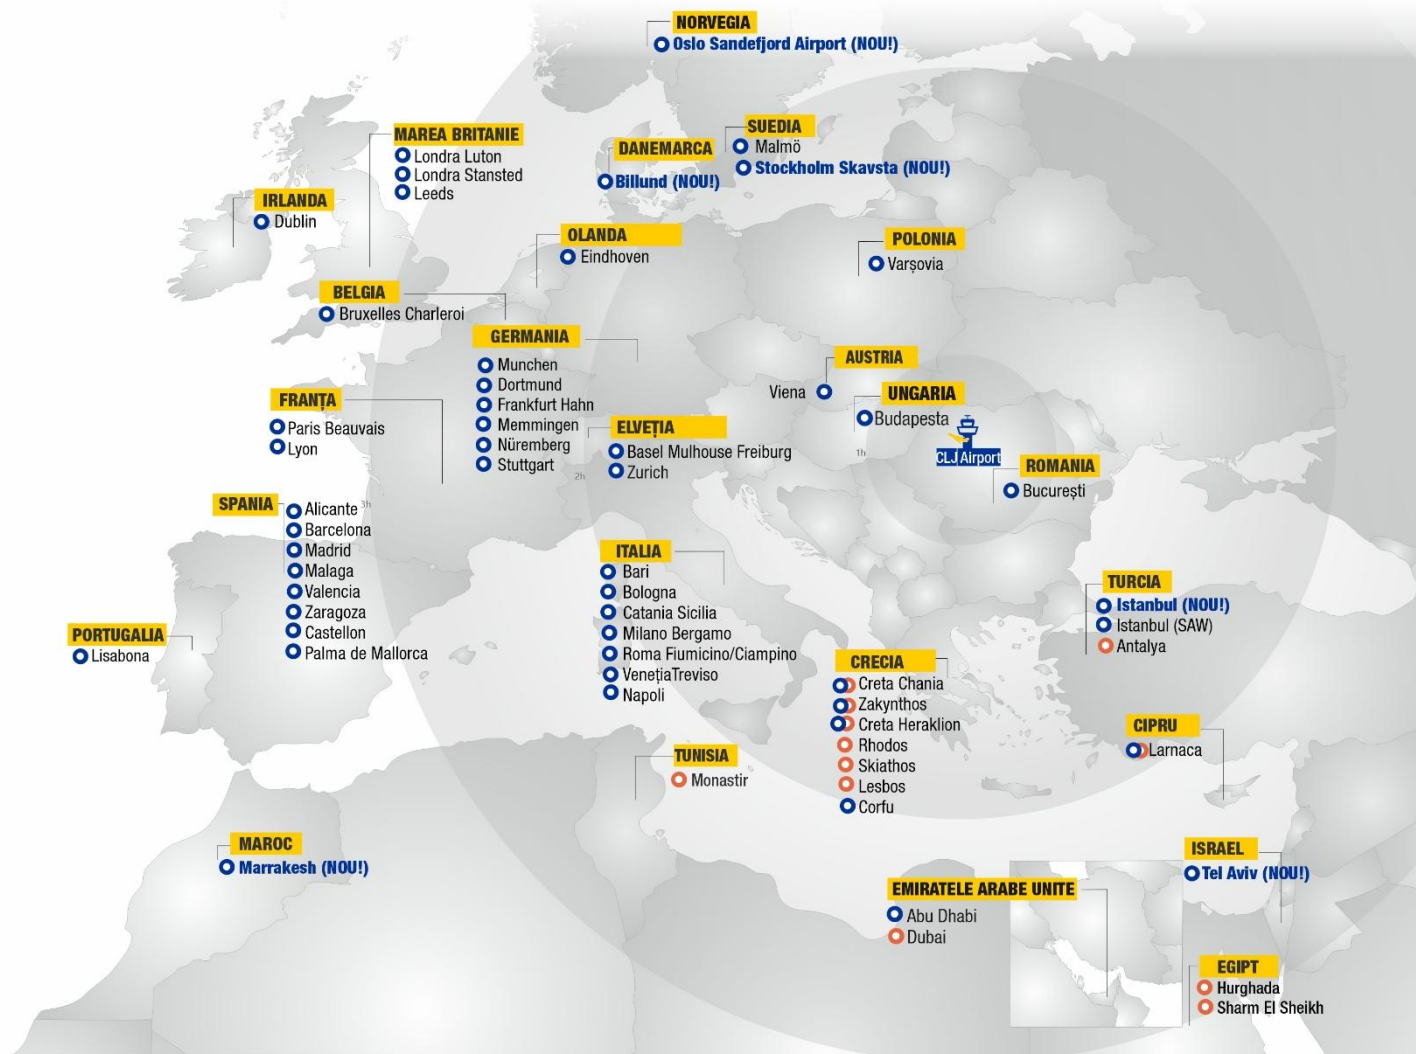 NORVEGIA
Oslo Sandefjord Airport (NOU!)
MAREA BRITANIE
Londra Luton
Londra Stansted
Leeds
DANEMARCA
Billund (NOU!)
SUEDIA
Malmö
Stockholm Skavsta (NOU!)
IRLANDA
Dublin
OLANDA
Eindhoven
POLONIA
Varșovia
BELGIA
Bruxelles Charleroi
GERMANIA
Munchen
Dortmund
Frankfurt Hahn
Memmingen
Nüremberg
Stuttgart
AUSTRIA
Viena
UNGARIA
Budapesta
CLJ Airport
FRANȚA
Paris Beauvais
Lyon
ELVEȚIA
Basel Mulhouse Freiburg
Zurich
1h
2h
3h
ROMANIA
București
SPANIA
Alicante
Barcelona
Madrid
Malaga
Valencia
Zaragoza
Castellon
Palma de Mallorca
PORTUGALIA
Lisabona
ITALIA
Bari
Bologna
Catania Sicilia
Milano Bergamo
Roma Fiumicino/Ciampino
VenețiaTreviso
Napoli
TURCIA
Istanbul (NOU!)
Istanbul (SAW)
Antalya
CRECIA
Creta Chania
Zakynthos
Creta Heraklion
Rhodos
Skiathos
Lesbos
Corfu
CIPRU
Larnaca
TUNISIA
Monastir
MAROC
Marrakesh (NOU!)
ISRAEL
Tel Aviv (NOU!)
EMIRATELE ARABE UNITE
Abu Dhabi
Dubai
EGIPT
Hurghada
Sharm El Sheikh